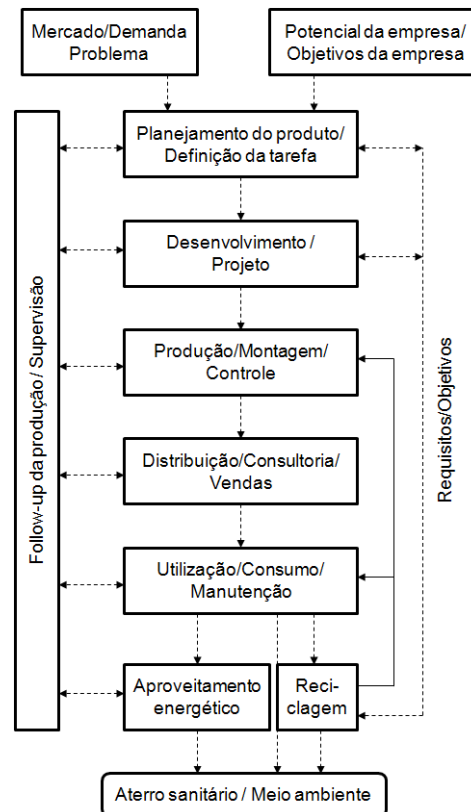 Mercado/Demanda
Problema
Potencial da empresa/
Objetivos da empresa
Planejamento do produto/
Definição da tarefa
Desenvolvimento /
Projeto
Produção/Montagem/
Controle
Distribuição/Consultoria/
Vendas
Utilização/Consumo/
Manutenção
Aproveitamento
energético
Reci-
clagem
Aterro sanitário / Meio ambiente
Follow-up da produção / Supervisão
Requisitos/Objetivos